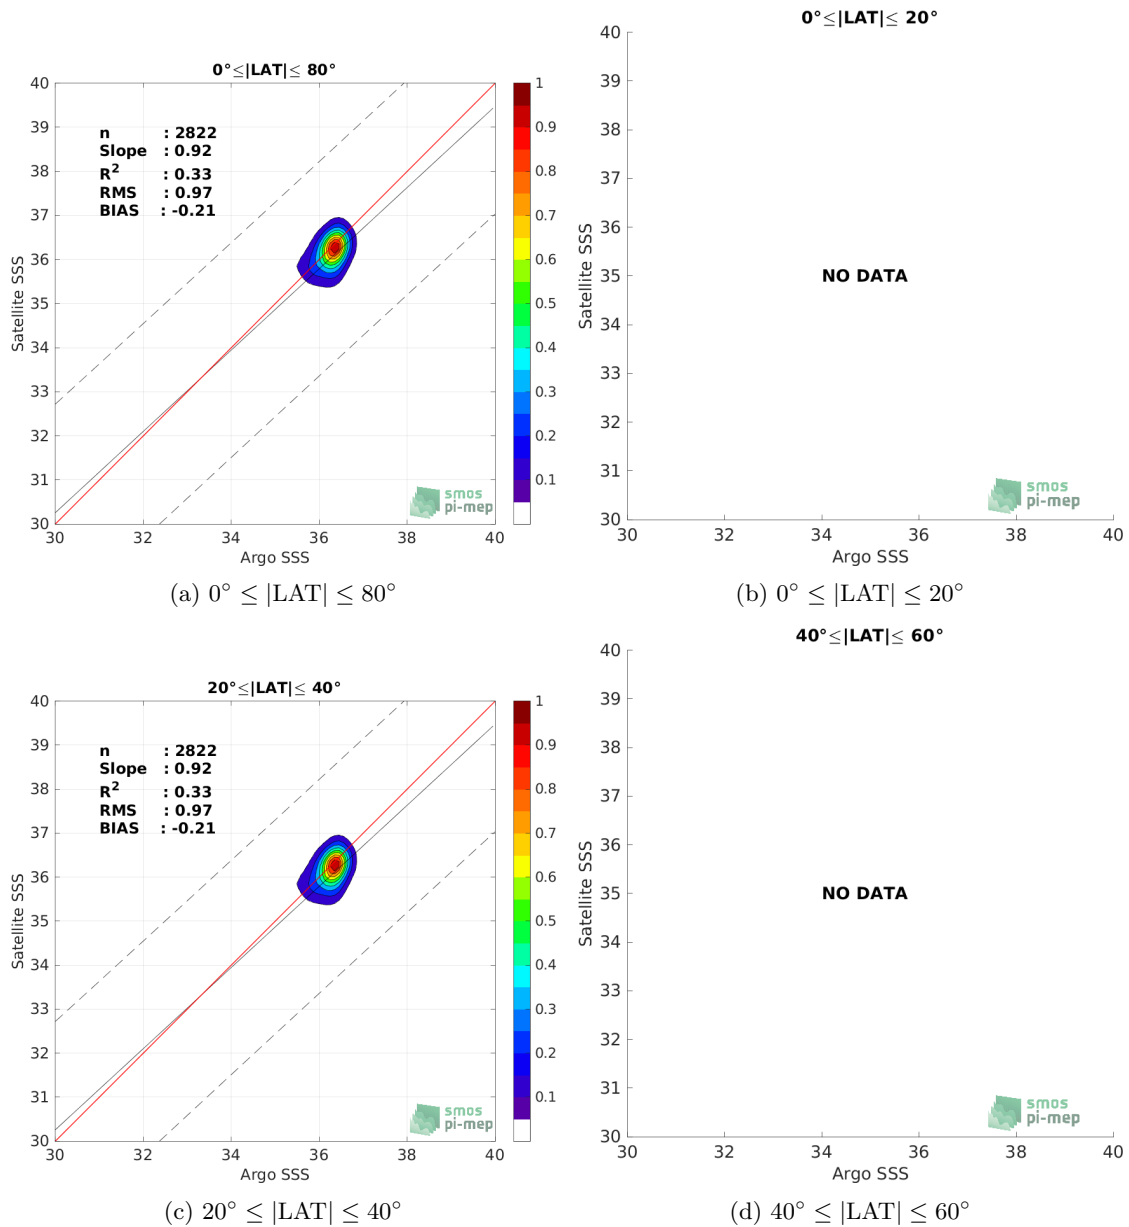 0°≤|LAT|≤ 80°
40
39
38
37
36
35
34
33
32
31
30
n : 2822
Slope : 0.92
R² : 0.33
RMS : 0.97
BIAS : -0.21
Satellite SSS
30 32 34 36 38 40
Argo SSS
1
0.9
0.8
0.7
0.6
0.5
0.4
0.3
0.2
0.1
smos
pi-mep
(a) 0° ≤ |LAT| ≤ 80°
0°≤|LAT|≤ 20°
40
39
38
37
36
35
34
33
32
31
30
Satellite SSS
NO DATA
smos
pi-mep
30 32 34 36 38 40
Argo SSS
(b) 0° ≤ |LAT| ≤ 20°
20°≤|LAT|≤ 40°
40
39
38
37
36
35
34
33
32
31
30
n : 2822
Slope : 0.92
R² : 0.33
RMS : 0.97
BIAS : -0.21
Satellite SSS
30 32 34 36 38 40
Argo SSS
1
0.9
0.8
0.7
0.6
0.5
0.4
0.3
0.2
0.1
smos
pi-mep
(c) 20° ≤ |LAT| ≤ 40°
40°≤|LAT|≤ 60°
40
39
38
37
36
35
34
33
32
31
30
Satellite SSS
NO DATA
smos
pi-mep
30 32 34 36 38 40
Argo SSS
(d) 40° ≤ |LAT| ≤ 60°